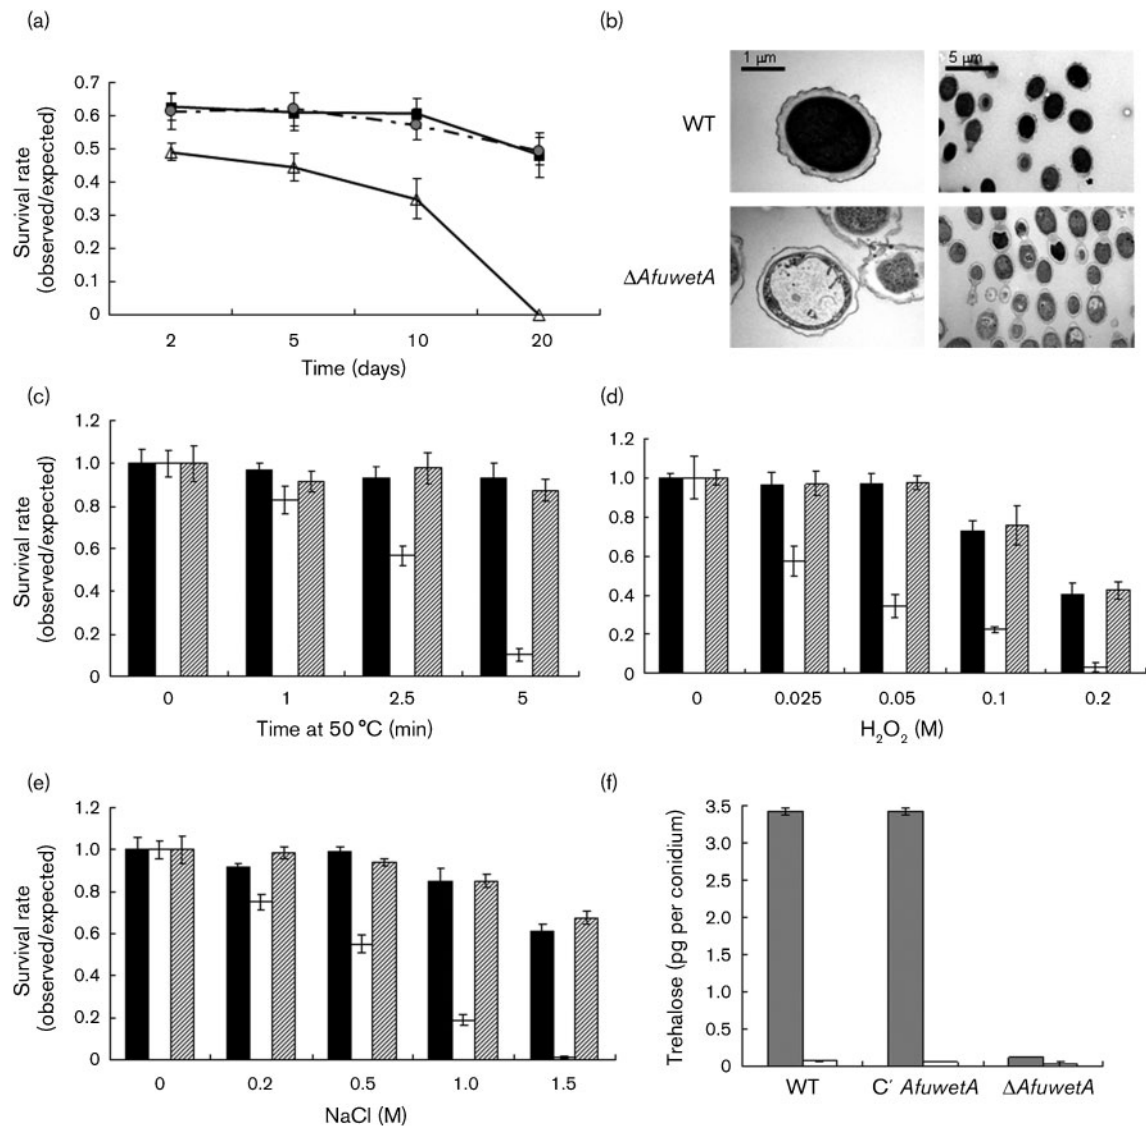 (a)
0.7
0.6
0.5
0.4
0.3
0.2
0.1
0
Survival rate
(observed/expected)
2 5 10 20
Time (days)
(b)
1 μm
5 μm
WT
ΔAfuwetA
(c)
1.2
1.0
0.8
0.6
0.4
0.2
0
Survival rate
(observed/expected)
0 1 2.5 5
Time at 50 °C (min)
(d)
1.2
1.0
0.8
0.6
0.4
0.2
0
0 0.025 0.05 0.1 0.2
H₂O₂ (M)
(e)
1.2
1.0
0.8
0.6
0.4
0.2
0
Survival rate
(observed/expected)
0 0.2 0.5 1.0 1.5
NaCl (M)
(f)
3.5
3.0
2.5
2.0
1.5
1.0
0.5
0
Trehalose (pg per conidium)
WT C′ AfuwetA ΔAfuwetA